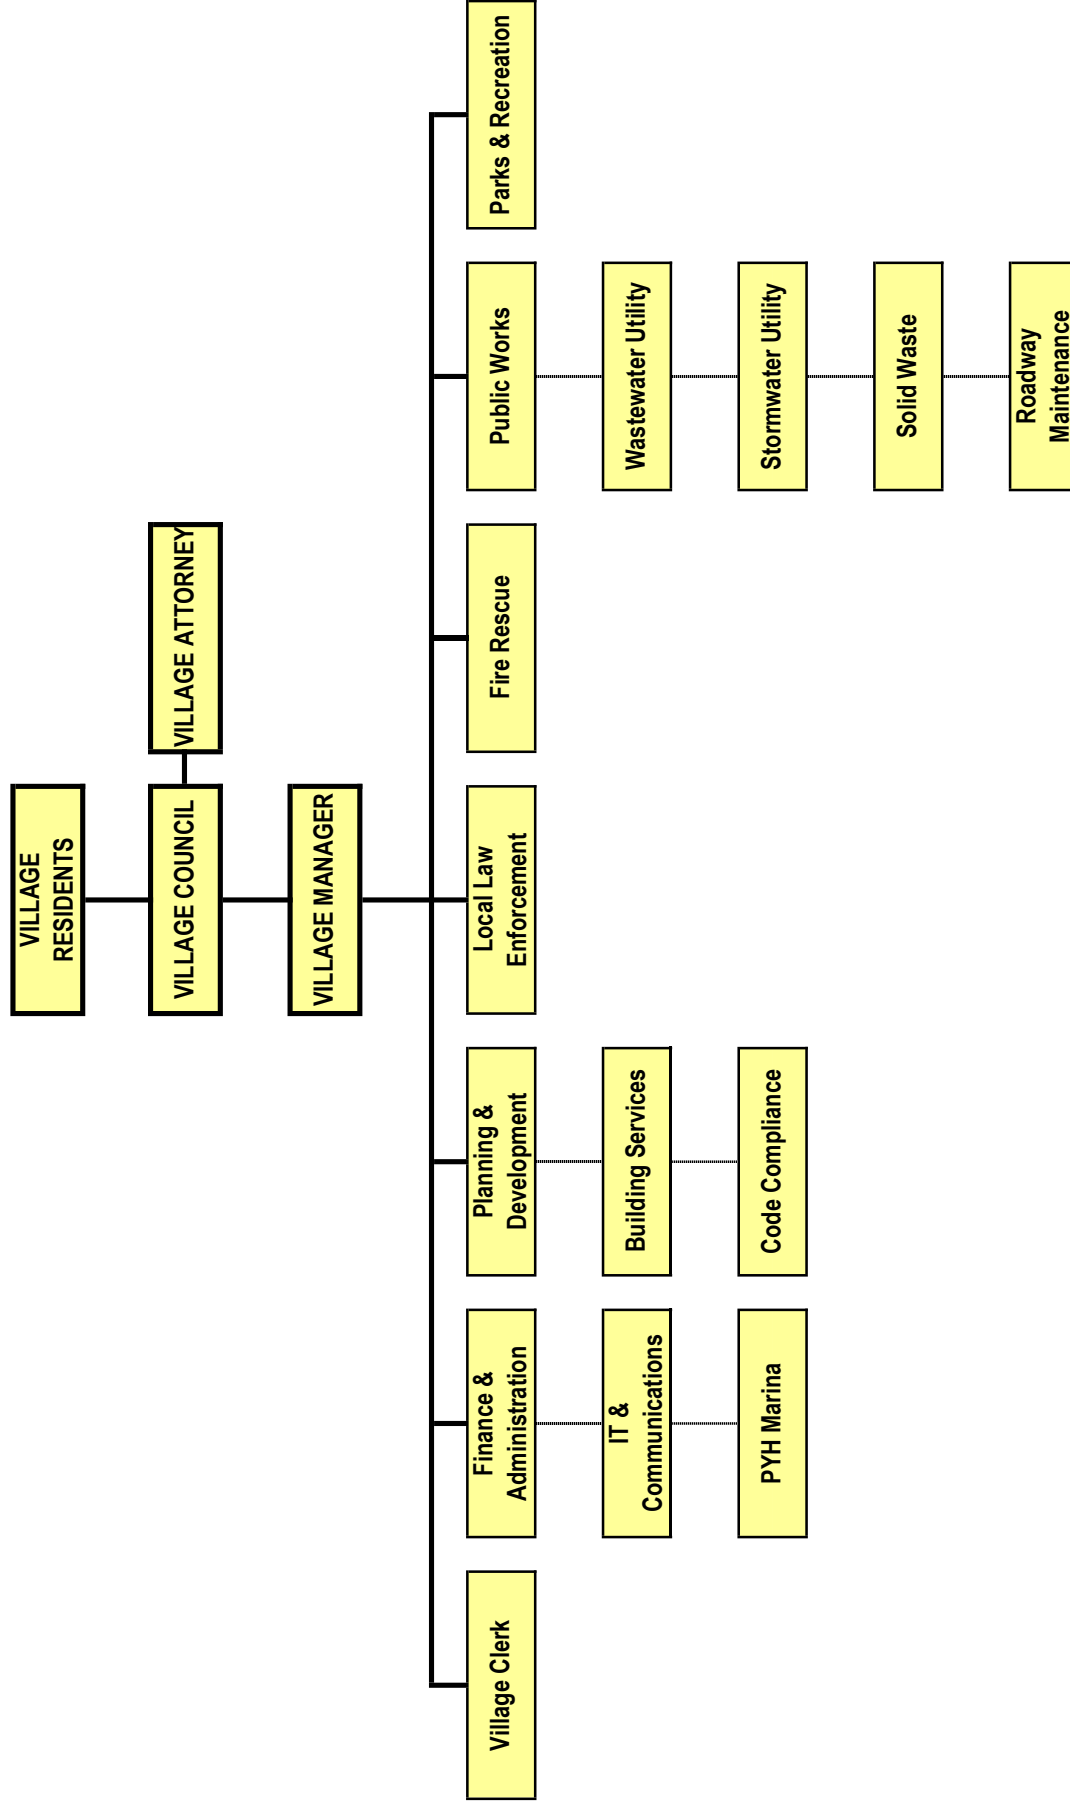 VILLAGE
RESIDENTS
VILLAGE COUNCIL
VILLAGE ATTORNEY
VILLAGE MANAGER
Village Clerk
Finance &
Administration
Planning &
Development
Local Law
Enforcement
Fire Rescue
Public Works
Parks & Recreation
IT &
Communications
Building Services
Wastewater Utility
PYH Marina
Code Compliance
Stormwater Utility
Solid Waste
Roadway
Maintenance